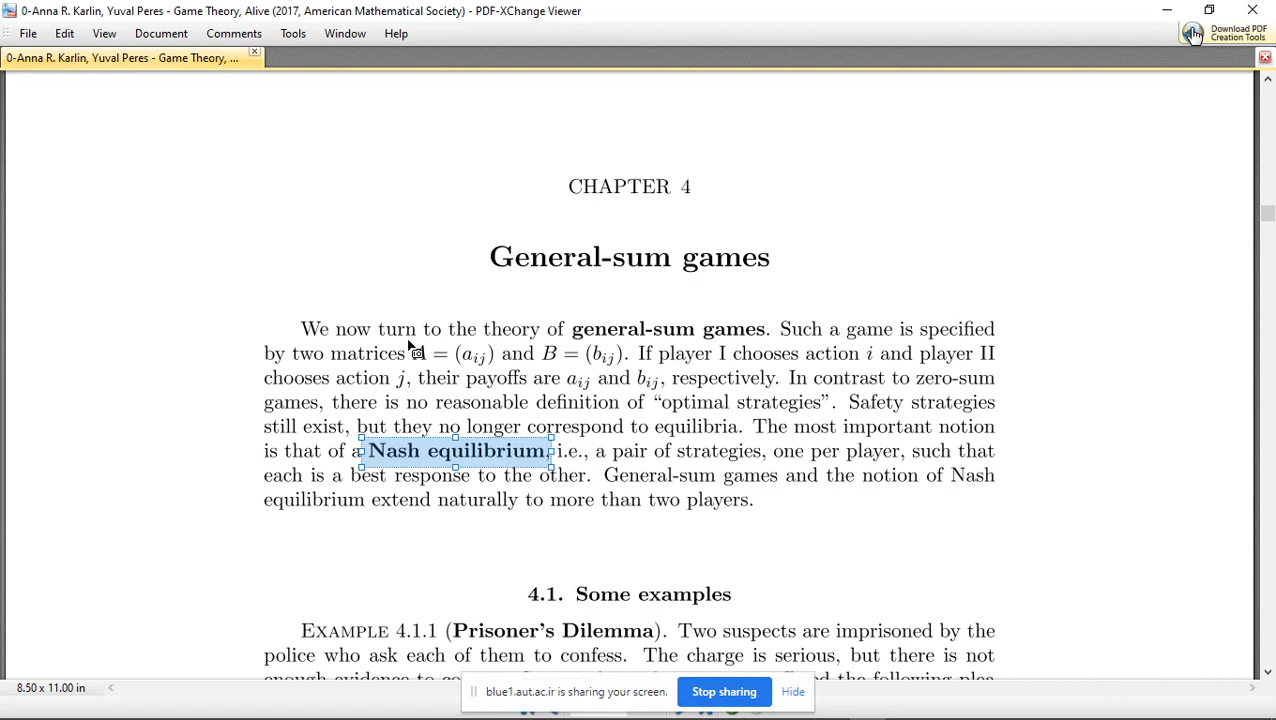 0-Anna R. Karlin, Yuval Peres - Game Theory, Alive (2017, American Mathematical Society) - PDF-XChange Viewer
File Edit View Document Comments Tools Window Help
Download PDF
Creation Tools
0-Anna R. Karlin, Yuval Peres - Game Theory, ...
CHAPTER 4
General-sum games
We now turn to the theory of general-sum games. Such a game is specified
by two matrices A = (aij) and B = (bij). If player I chooses action i and player II
chooses action j, their payoffs are aij and bij, respectively. In contrast to zero-sum
games, there is no reasonable definition of “optimal strategies”. Safety strategies
still exist, but they no longer correspond to equilibria. The most important notion
is that of a Nash equilibrium, i.e., a pair of strategies, one per player, such that
each is a best response to the other. General-sum games and the notion of Nash
equilibrium extend naturally to more than two players.
4.1. Some examples
EXAMPLE 4.1.1 (Prisoner's Dilemma). Two suspects are imprisoned by the
police who ask each of them to confess. The charge is serious, but there is not
enough evidence to the following plea
8.50 x 11.00 in
blue1.aut.ac.ir is sharing your screen. Stop sharing Hide